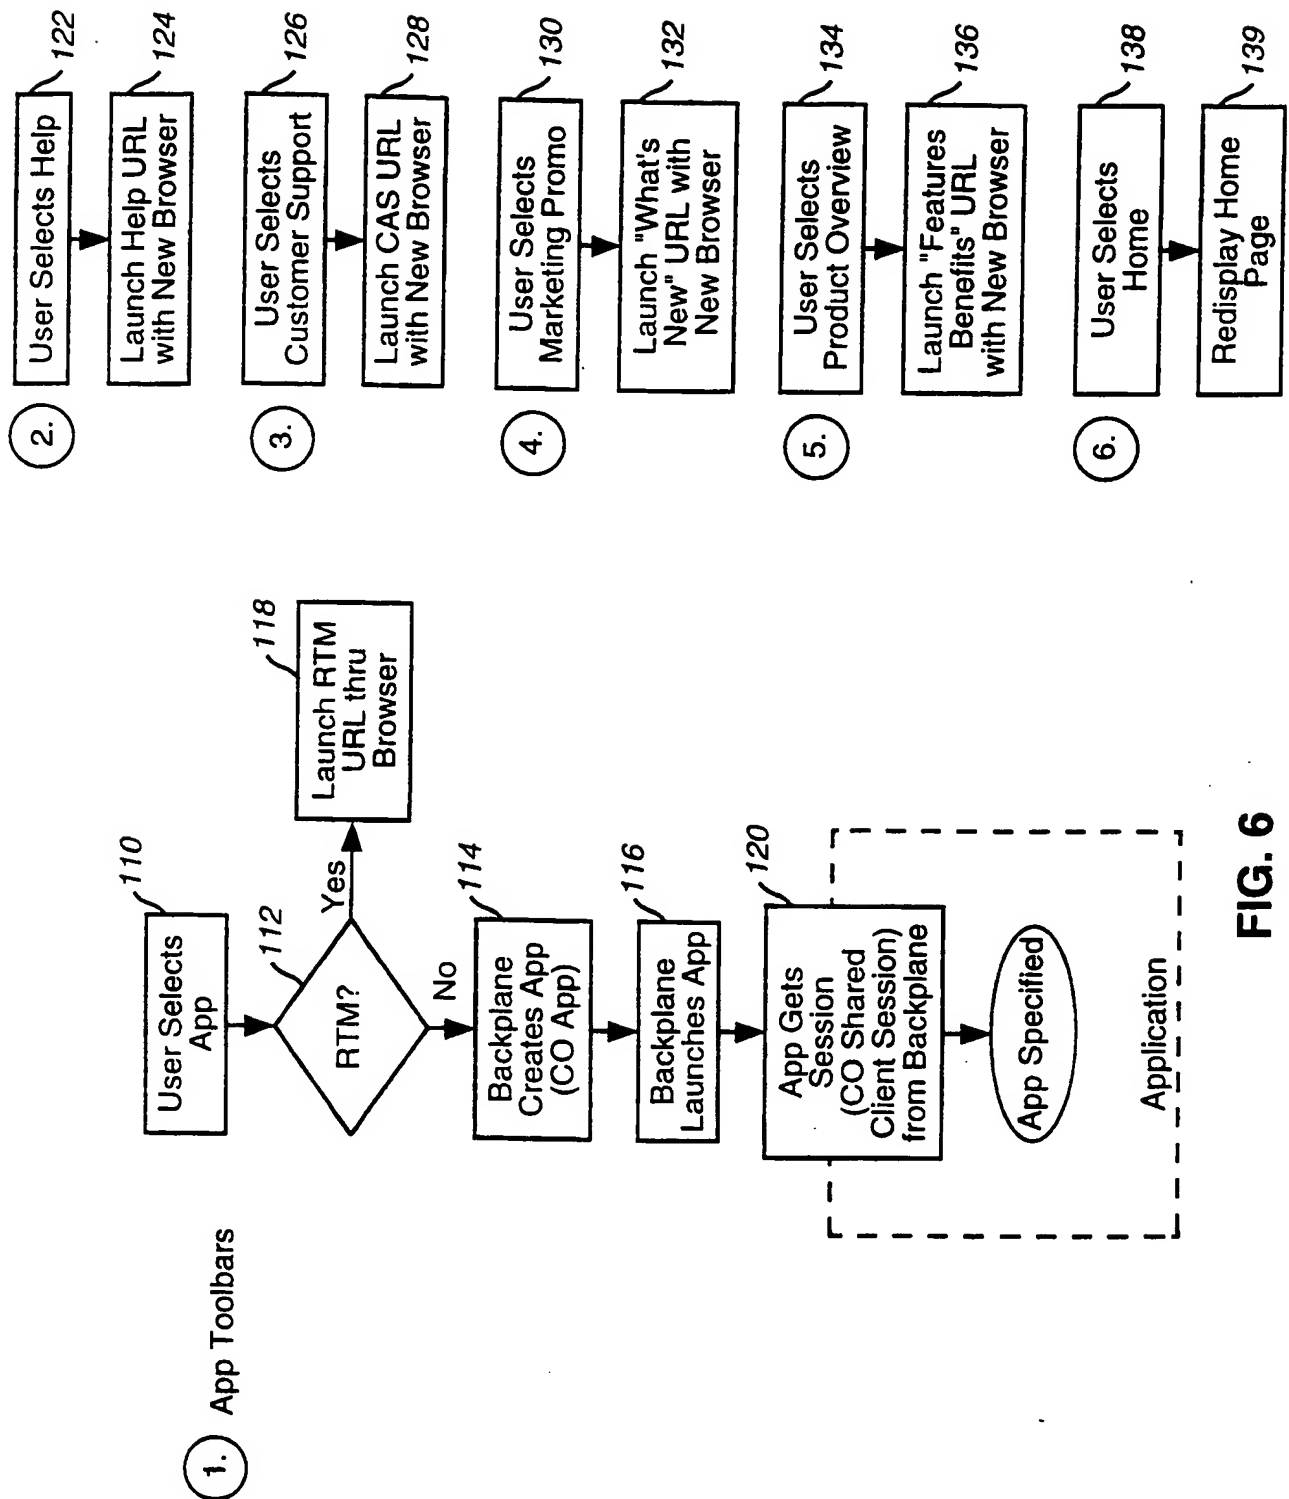 1.
App Toolbars
110
User Selects
App
112
RTM?
Yes
118
Launch RTM
URL thru
Browser
No
114
Backplane
Creates App
(CO App)
116
Backplane
Launches App
120
App Gets
Session
(CO Shared
Client Session)
from Backplane
App Specified
Application
2.
122
User Selects Help
124
Launch Help URL
with New Browser
3.
126
User Selects
Customer Support
128
Launch CAS URL
with New Browser
4.
130
User Selects
Marketing Promo
132
Launch "What's
New" URL with
New Browser
5.
134
User Selects
Product Overview
136
Launch "Features
Benefits" URL
with New Browser
6.
138
User Selects
Home
139
Redisplay Home
Page
FIG. 6